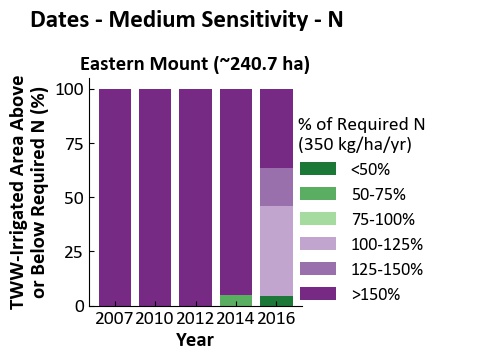 Dates - Medium Sensitivity - N
Eastern Mount (~240.7 ha)
TWW-Irrigated Area Above
or Below Required N (%)
100
75
50
25
0
2007 2010 2012 2014 2016
Year
% of Required N
(350 kg/ha/yr)
<50%
50-75%
75-100%
100-125%
125-150%
>150%